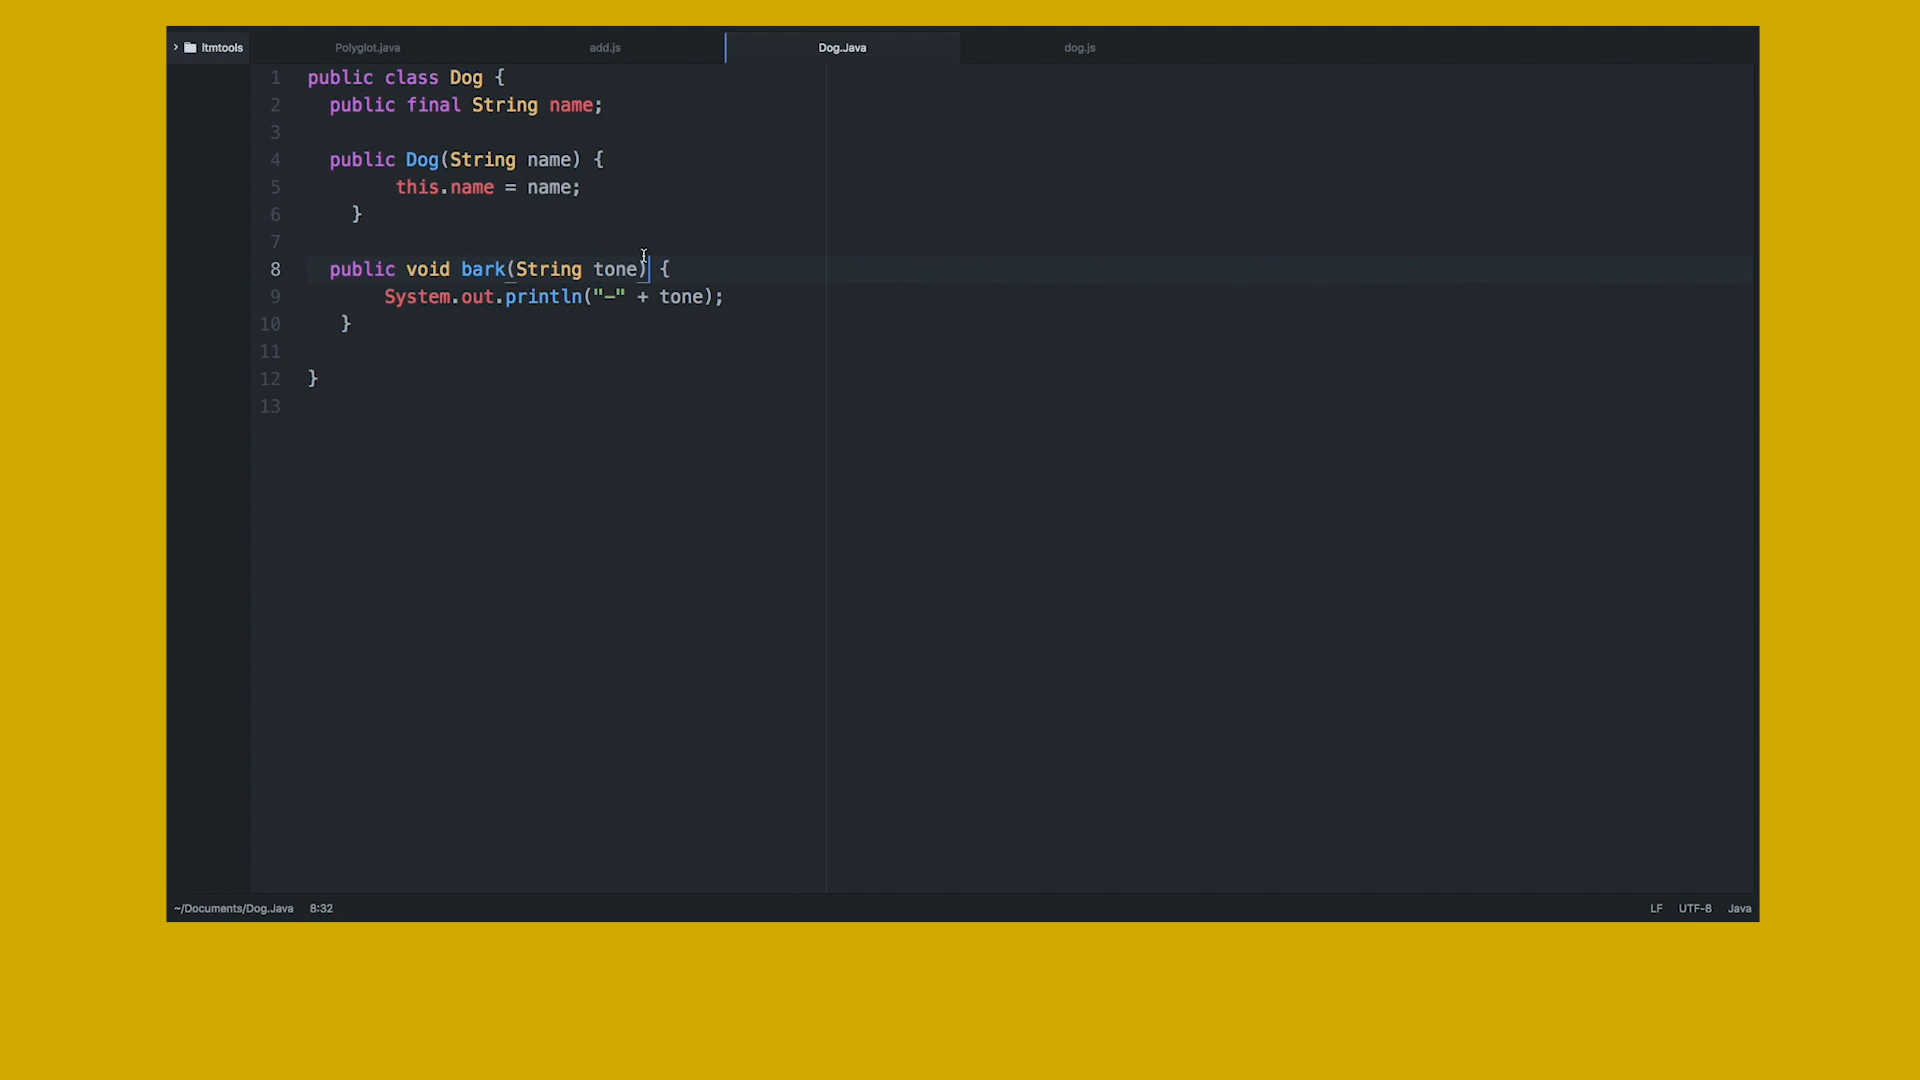 ltmtools
Polyglot.java
add.js
Dog.Java
dog.js
1 public class Dog {
2 public final String name;
3
4 public Dog(String name) {
5 this.name = name;
6 }
7
8 public void bark(String tone) {
9 System.out.println("-" + tone);
10 }
11
12 }
13
~/Documents/Dog.Java 8:32
LF UTF-8 Java